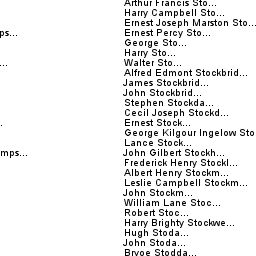 Arthur Francis Sto...
Harry Campbell Sto...
Ernest Joseph Marston Sto...
ps... Ernest Percy Sto...
George Sto...
Harry Sto...
... Walter Sto...
Alfred Edmont Stockbrid...
James Stockbrid...
John Stockbrid...
Stephen Stockda...
Cecil Joseph Stockd...
. Ernest Stock...
George Kilgour Ingelow Sto
Lance Stock...
mps... John Gilbert Stockh...
Frederick Henry Stockl...
Albert Henry Stockm...
Leslie Campbell Stockm...
John Stockm...
William Lane Stoc...
Robert Stoc...
Harry Brighty Stockwe...
Hugh Stoda...
John Stoda...
Bryce Stodda...